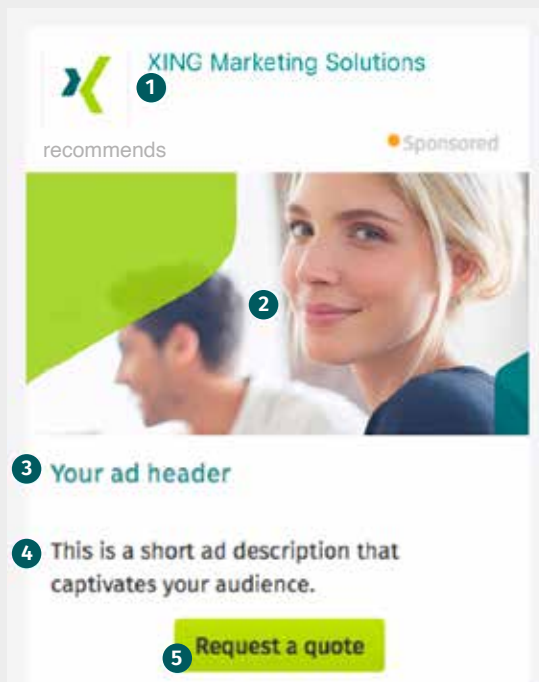 XING Marketing Solutions
1
recommends
Sponsored
2
3 Your ad header
4 This is a short ad description that
captivates your audience.
Request a quote
5